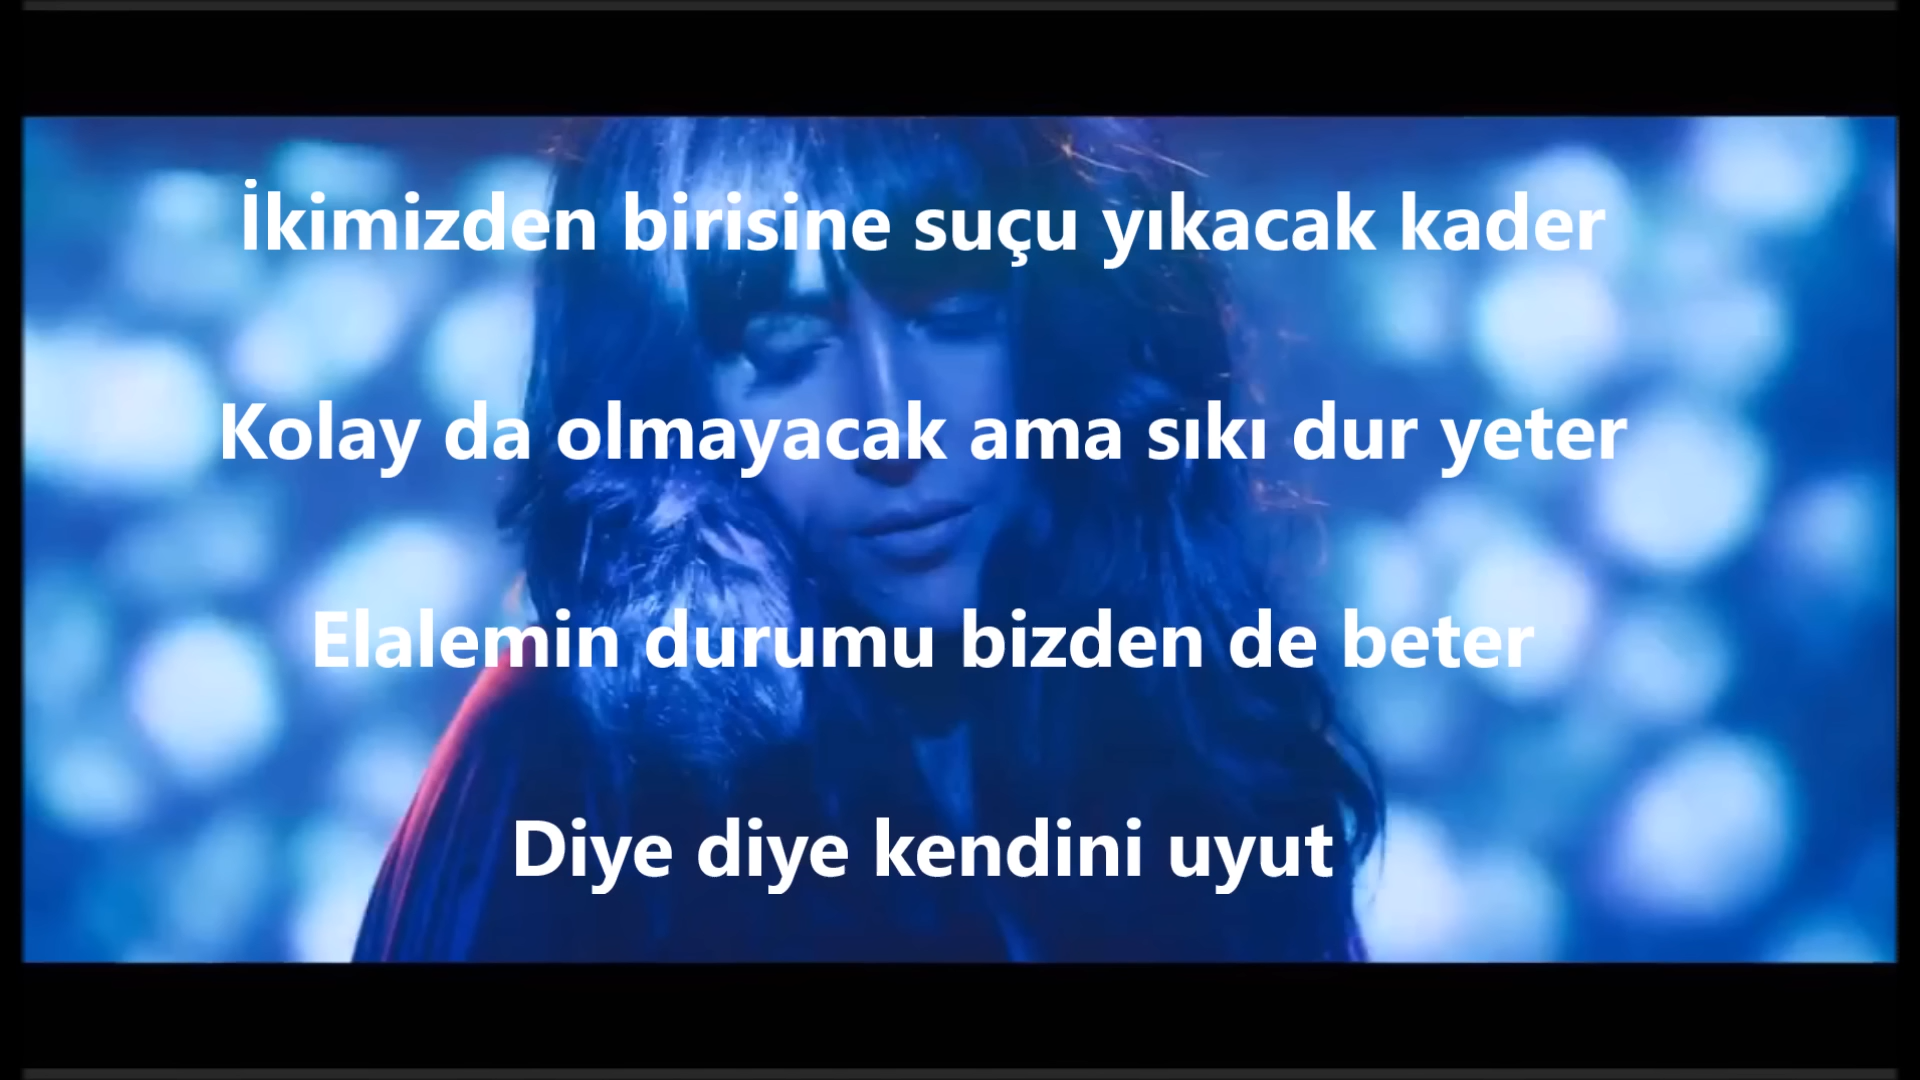 İkimizden birisine suçu yıkacak kader
Kolay da olmayacak ama sıkı dur yeter
Elalemin durumu bizden de beter
Diye diye kendini uyut